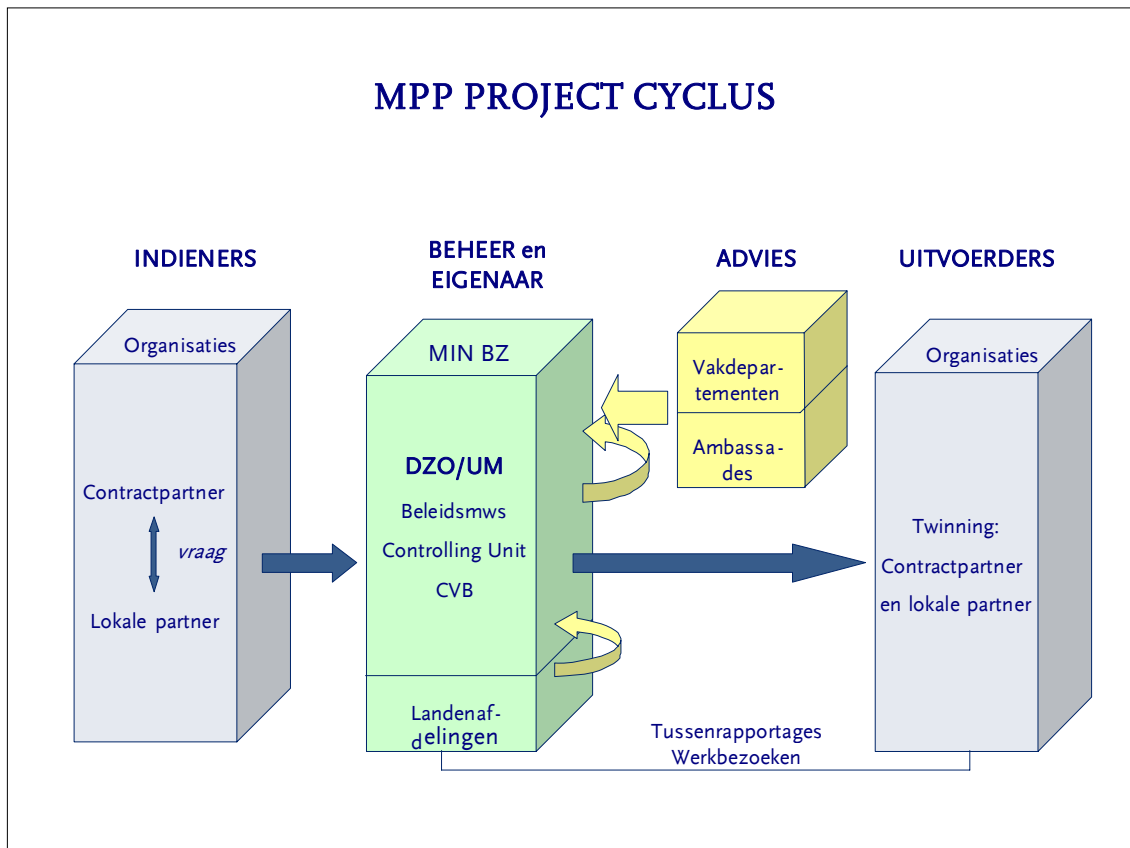 MPP PROJECT CYCLUS
INDIENERS
Organisaties
Contractpartner
vraag
Lokale partner
BEHEER en
EIGENAAR
MIN BZ
DZO/UM
Beleidsmws
Controlling Unit
CVB
Landenaf-
delingen
ADVIES
Vakdepar-
tementen
Ambassa-
des
UITVOERDERS
Organisaties
Twinning:
Contractpartner
en lokale partner
Tussenrapportages
Werkbezoeken